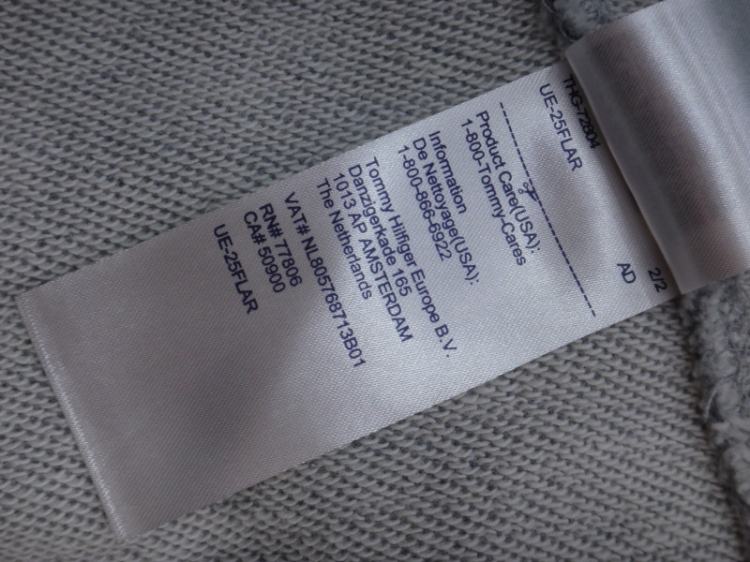 THG-72804
2/2
UE-25FLAR
AD
Product Care(USA):
1-800-Tommy-Cares
Information
De Nettoyage(USA):
1-800-866-6922
Tommy Hilfiger Europe B.V.
Danzigerkade 165
1013 AP AMSTERDAM
The Netherlands
VAT# NL805768713B01
RN# 77806
CA# 50900
UE-25FLAR